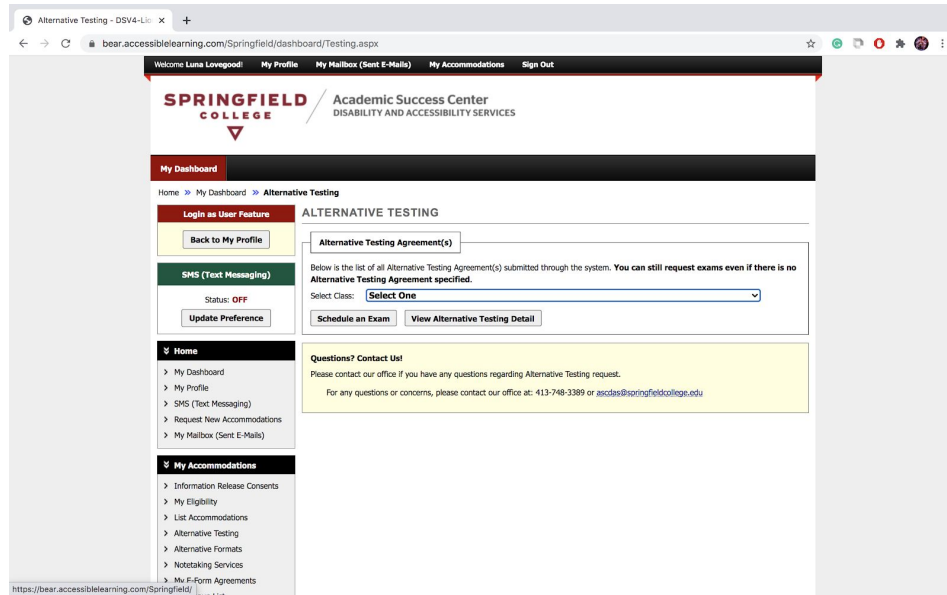 Alternative Testing - DSV4-Lio
bear.accessiblelearning.com/Springfield/dashboard/Testing.aspx
Welcome Luna Lovegood! My Profile My Mailbox (Sent E-Mails) My Accommodations Sign Out
SPRINGFIELD
COLLEGE
Academic Success Center
DISABILITY AND ACCESSIBILITY SERVICES
My Dashboard
Home » My Dashboard » Alternative Testing
Login as User Feature
Back to My Profile
SMS (Text Messaging)
Status: OFF
Update Preference
Home
My Dashboard
My Profile
SMS (Text Messaging)
Request New Accommodations
My Mailbox (Sent E-Mails)
My Accommodations
Information Release Consents
My Eligibility
List Accommodations
Alternative Testing
Alternative Formats
Notetaking Services
My E-Form Agreements
ALTERNATIVE TESTING
Alternative Testing Agreement(s)
Below is the list of all Alternative Testing Agreement(s) submitted through the system. You can still request exams even if there is no
Alternative Testing Agreement specified.
Select Class: Select One
Schedule an Exam View Alternative Testing Detail
Questions? Contact Us!
Please contact our office if you have any questions regarding Alternative Testing request.
For any questions or concerns, please contact our office at: 413-748-3389 or ascdas@springfieldcollege.edu
https://bear.accessiblelearning.com/Springfield/